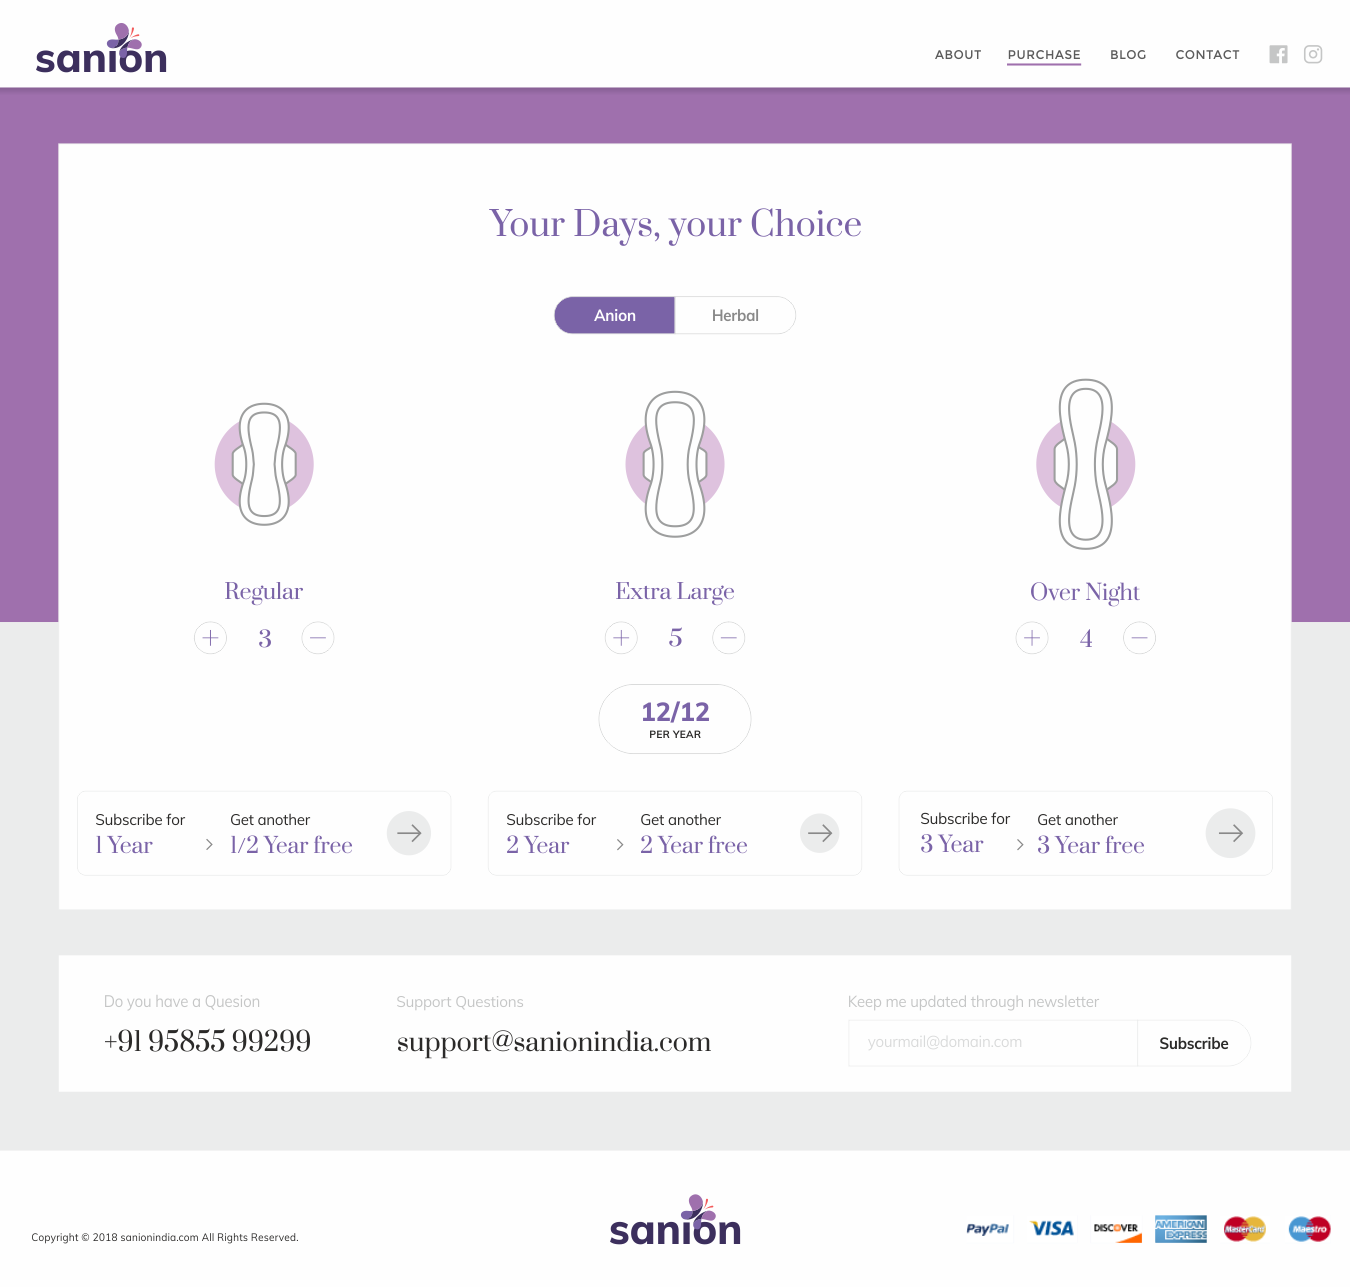 sanion
ABOUT PURCHASE BLOG CONTACT
Your Days, your Choice
Anion Herbal
Regular Extra Large Over Night
+ 3 − + 5 − + 4 −
12/12
PER YEAR
Subscribe for Get another
1 Year > 1/2 Year free
Subscribe for Get another
2 Year > 2 Year free
Subscribe for Get another
3 Year > 3 Year free
Do you have a Quesion
+91 95855 99299
Support Questions
support@sanionindia.com
Keep me updated through newsletter
yourmail@domain.com Subscribe
Copyright © 2018 sanionindia.com All Rights Reserved.
sanion
PayPal VISA DISCOVER AMERICAN EXPRESS MasterCard Maestro